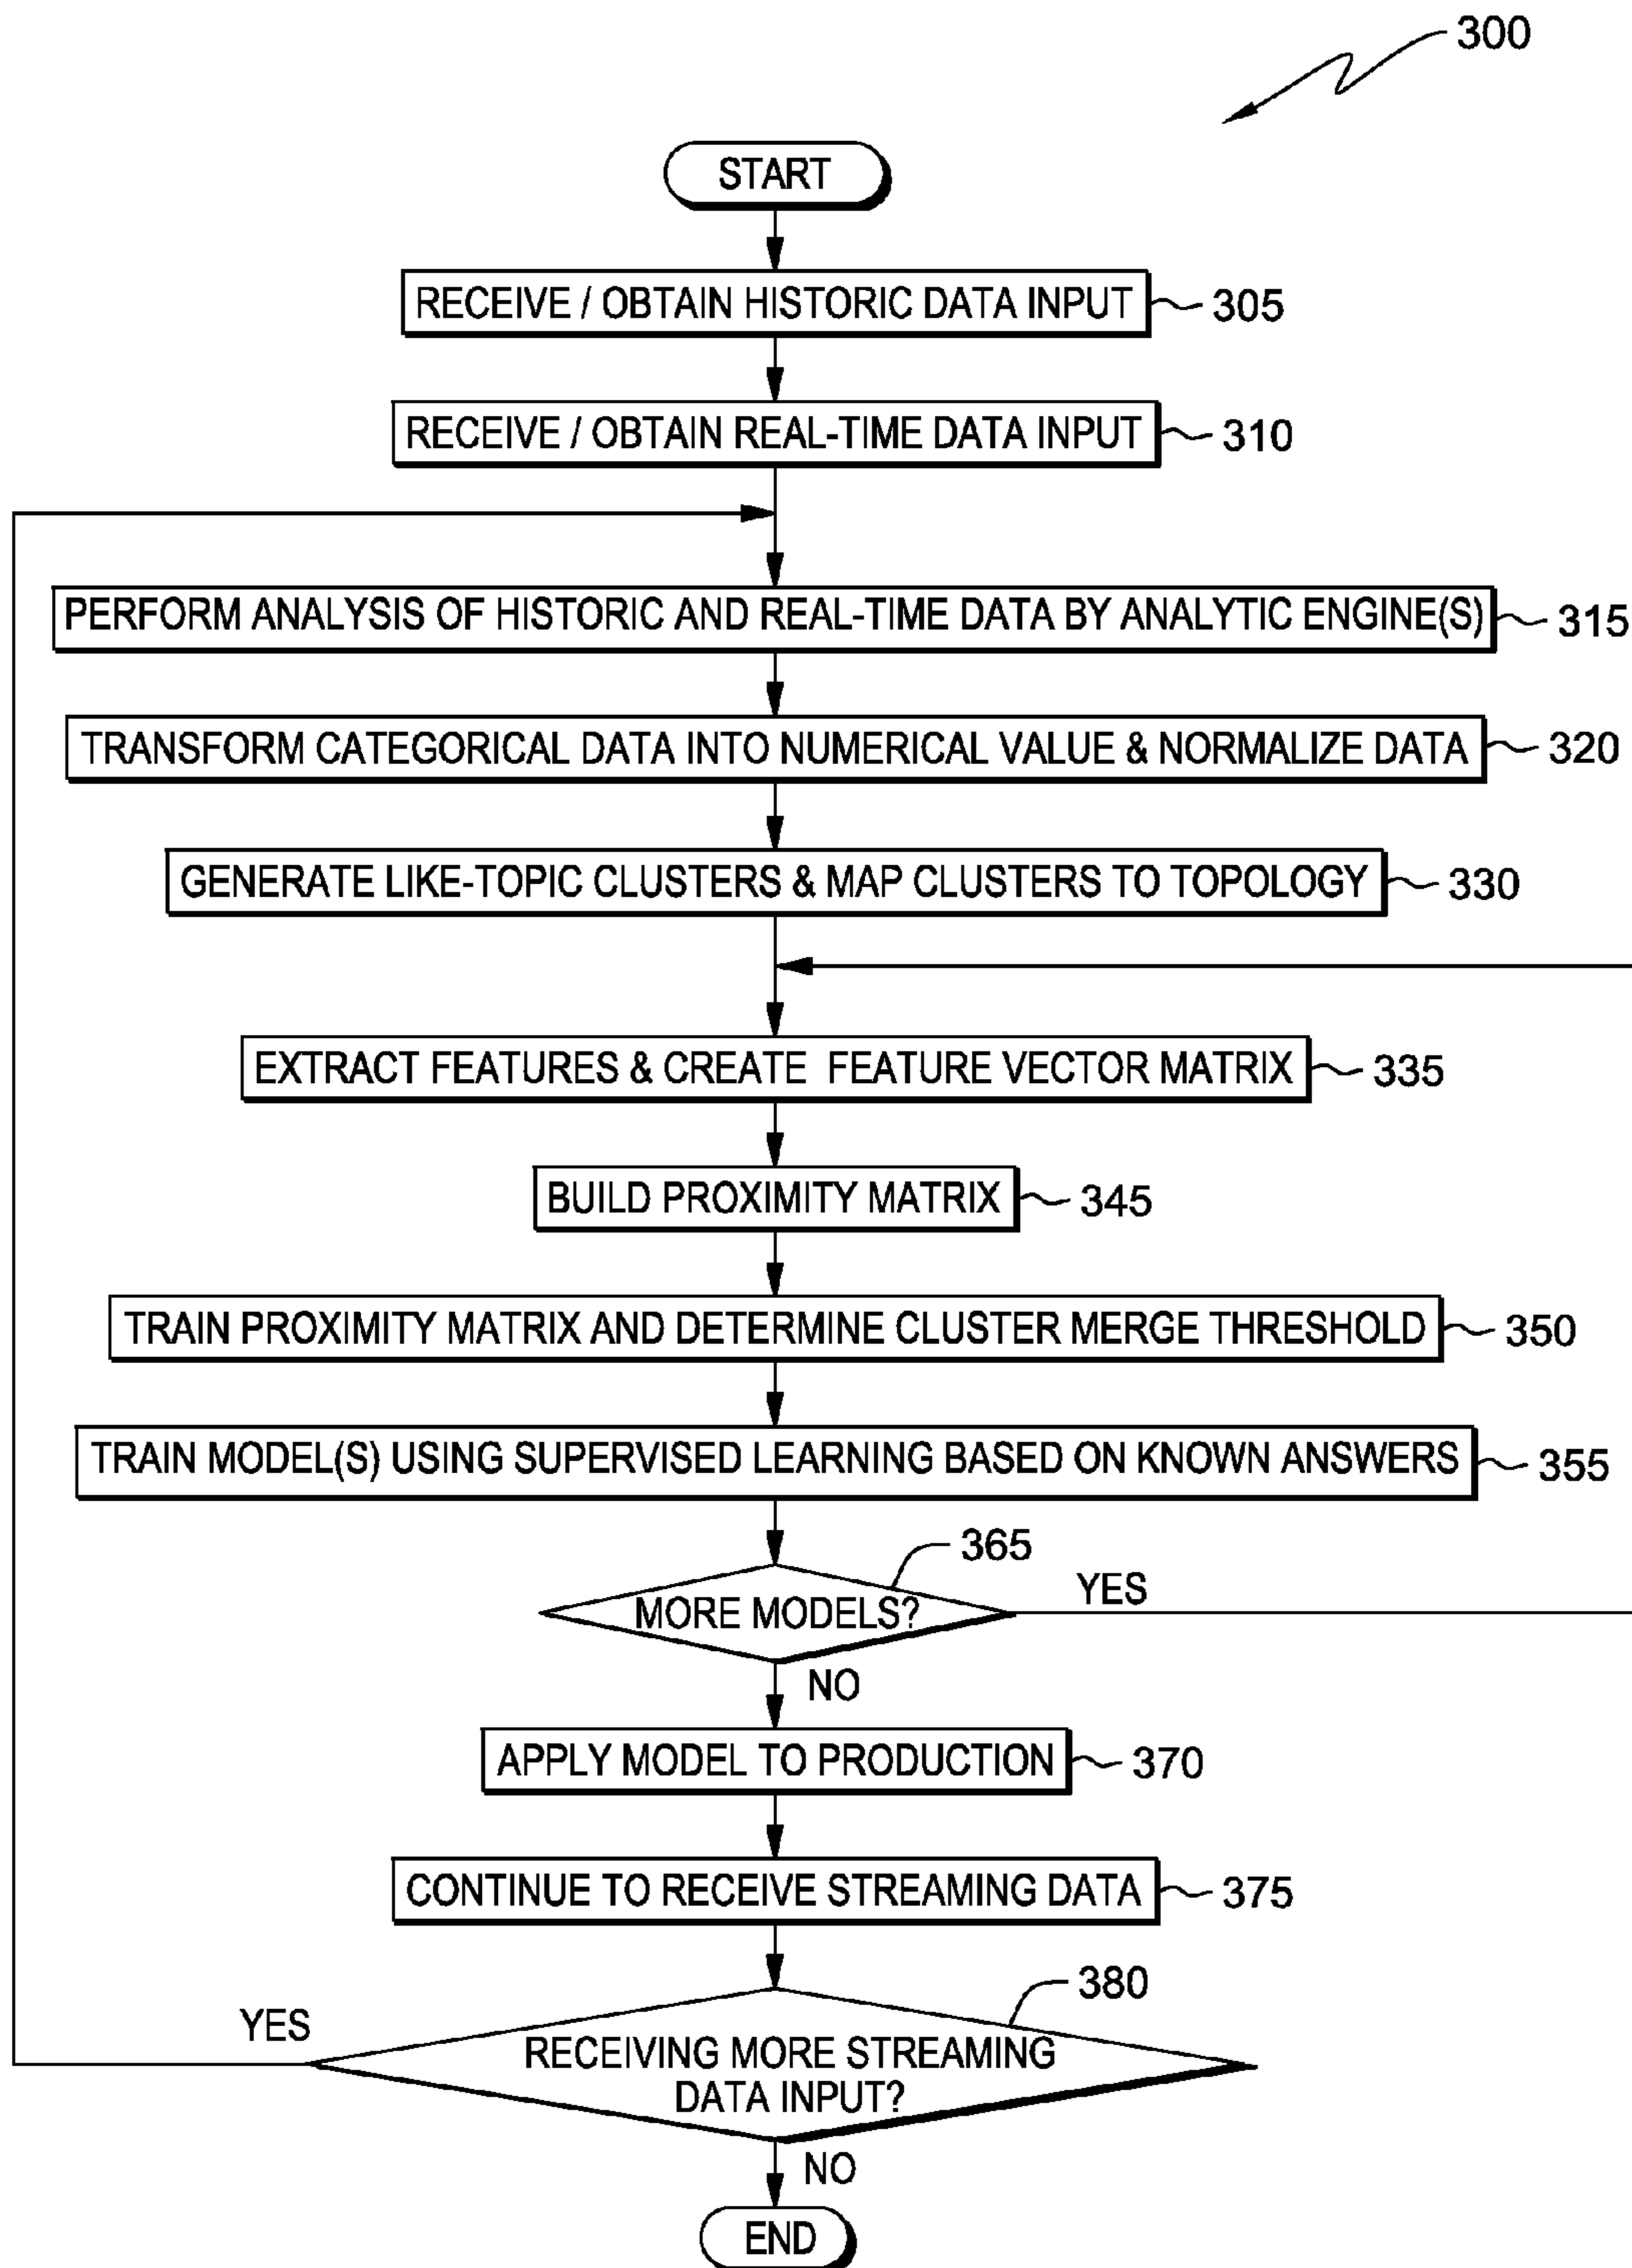 300
START
RECEIVE / OBTAIN HISTORIC DATA INPUT
305
RECEIVE / OBTAIN REAL-TIME DATA INPUT
310
PERFORM ANALYSIS OF HISTORIC AND REAL-TIME DATA BY ANALYTIC ENGINE(S)
315
TRANSFORM CATEGORICAL DATA INTO NUMERICAL VALUE & NORMALIZE DATA
320
GENERATE LIKE-TOPIC CLUSTERS & MAP CLUSTERS TO TOPOLOGY
330
EXTRACT FEATURES & CREATE FEATURE VECTOR MATRIX
335
BUILD PROXIMITY MATRIX
345
TRAIN PROXIMITY MATRIX AND DETERMINE CLUSTER MERGE THRESHOLD
350
TRAIN MODEL(S) USING SUPERVISED LEARNING BASED ON KNOWN ANSWERS
355
365
MORE MODELS?
YES
NO
APPLY MODEL TO PRODUCTION
370
CONTINUE TO RECEIVE STREAMING DATA
375
380
YES
RECEIVING MORE STREAMING
DATA INPUT?
NO
END